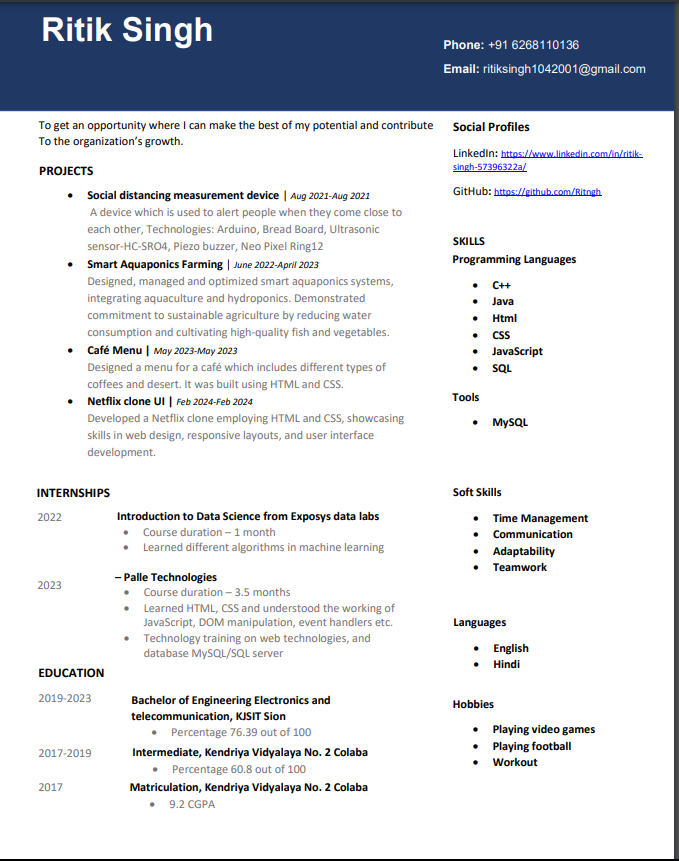 Ritik Singh
Phone: +91 6268110136
Email: ritiksingh1042001@gmail.com
To get an opportunity where I can make the best of my potential and contribute
To the organization's growth.
PROJECTS
• Social distancing measurement device | Aug 2021-Aug 2021
A device which is used to alert people when they come close to
each other, Technologies: Arduino, Bread Board, Ultrasonic
sensor-HC-SRO4, Piezo buzzer, Neo Pixel Ring12
• Smart Aquaponics Farming | June 2022-April 2023
Designed, managed and optimized smart aquaponics systems,
integrating aquaculture and hydroponics. Demonstrated
commitment to sustainable agriculture by reducing water
consumption and cultivating high-quality fish and vegetables.
• Café Menu | May 2023-May 2023
Designed a menu for a café which includes different types of
coffees and desert. It was built using HTML and CSS.
• Netflix clone UI | Feb 2024-Feb 2024
Developed a Netflix clone employing HTML and CSS, showcasing
skills in web design, responsive layouts, and user interface
development.
INTERNSHIPS
2022
Introduction to Data Science from Exposys data labs
• Course duration – 1 month
• Learned different algorithms in machine learning
2023
– Palle Technologies
• Course duration – 3.5 months
• Learned HTML, CSS and understood the working of
JavaScript, DOM manipulation, event handlers etc.
• Technology training on web technologies, and
database MySQL/SQL server
EDUCATION
2019-2023
Bachelor of Engineering Electronics and
telecommunication, KJSIT Sion
• Percentage 76.39 out of 100
2017-2019
Intermediate, Kendriya Vidyalaya No. 2 Colaba
• Percentage 60.8 out of 100
2017
Matriculation, Kendriya Vidyalaya No. 2 Colaba
• 9.2 CGPA
Social Profiles
LinkedIn: https://www.linkedin.com/in/ritik-
singh-57396322a/
GitHub: https://github.com/Ritngh
SKILLS
Programming Languages
• C++
• Java
• Html
• CSS
• JavaScript
• SQL
Tools
• MySQL
Soft Skills
• Time Management
• Communication
• Adaptability
• Teamwork
Languages
• English
• Hindi
Hobbies
• Playing video games
• Playing football
• Workout